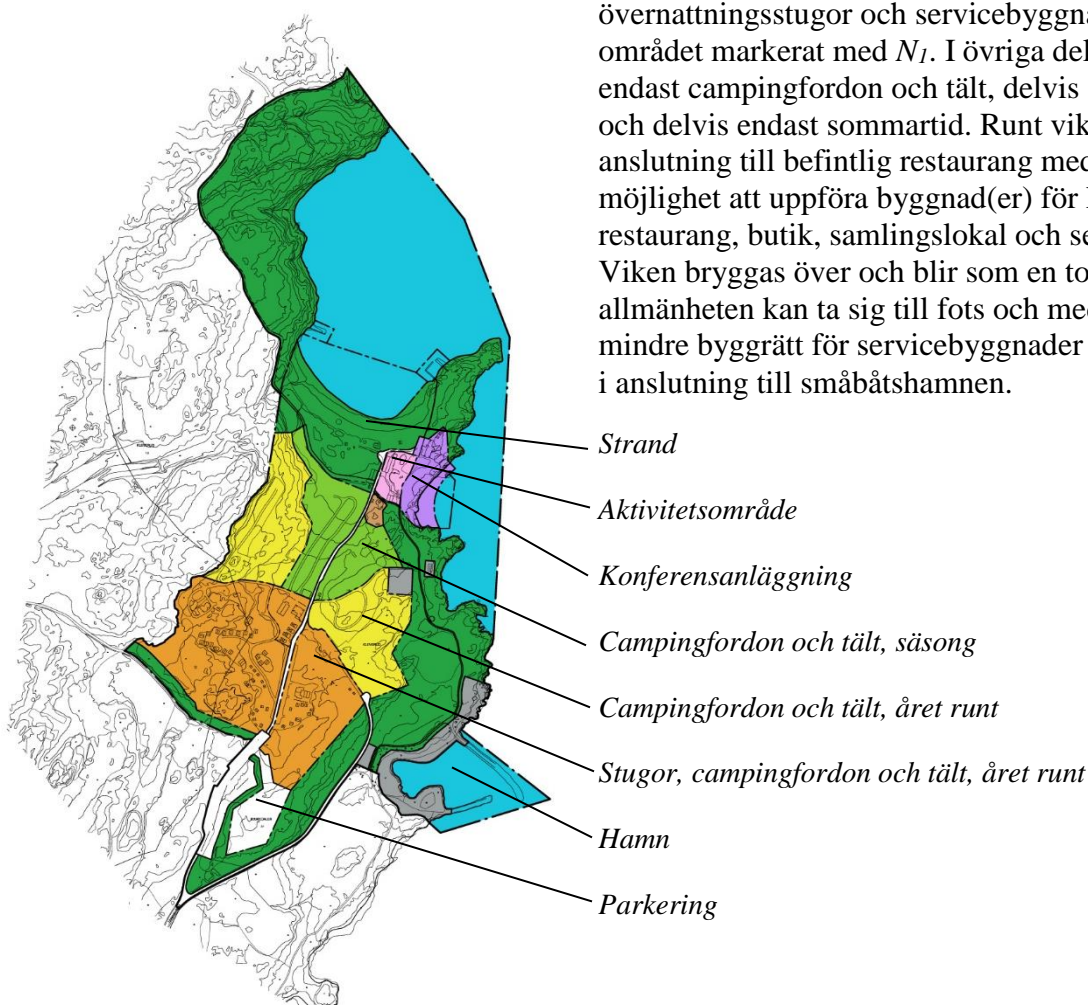 övernattningsstugor och servicebyggna
området markerat med N1. I övriga del
endast campingfordon och tält, delvis
och delvis endast sommartid. Runt vik
anslutning till befintlig restaurang med
möjlighet att uppföra byggnad(er) för
restaurang, butik, samlingslokal och se
Viken bryggas över och blir som en to
allmänheten kan ta sig till fots och med
mindre byggrätt för servicebyggnader
i anslutning till småbåtshamnen.
Strand
Aktivitetsområde
Konferensanläggning
Campingfordon och tält, säsong
Campingfordon och tält, året runt
Stugor, campingfordon och tält, året runt
Hamn
Parkering